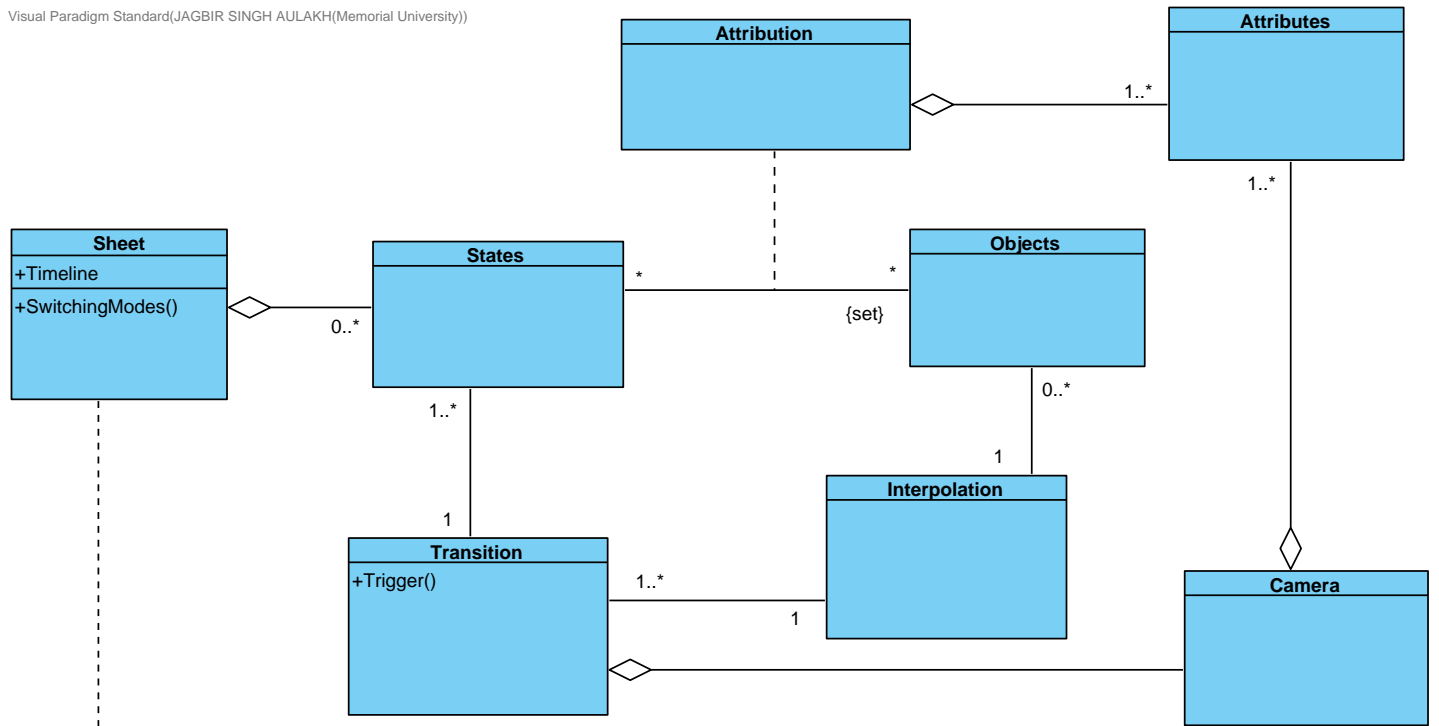 Visual Paradigm Standard(JAGBIR SINGH AULAKH(Memorial University))
Attribution
Attributes
1..*
1..*
Sheet
+Timeline
+SwitchingModes()
States
Objects
*
*
{set}
0..*
1..*
0..*
1
1
Interpolation
Transition
+Trigger()
1..*
1
Camera